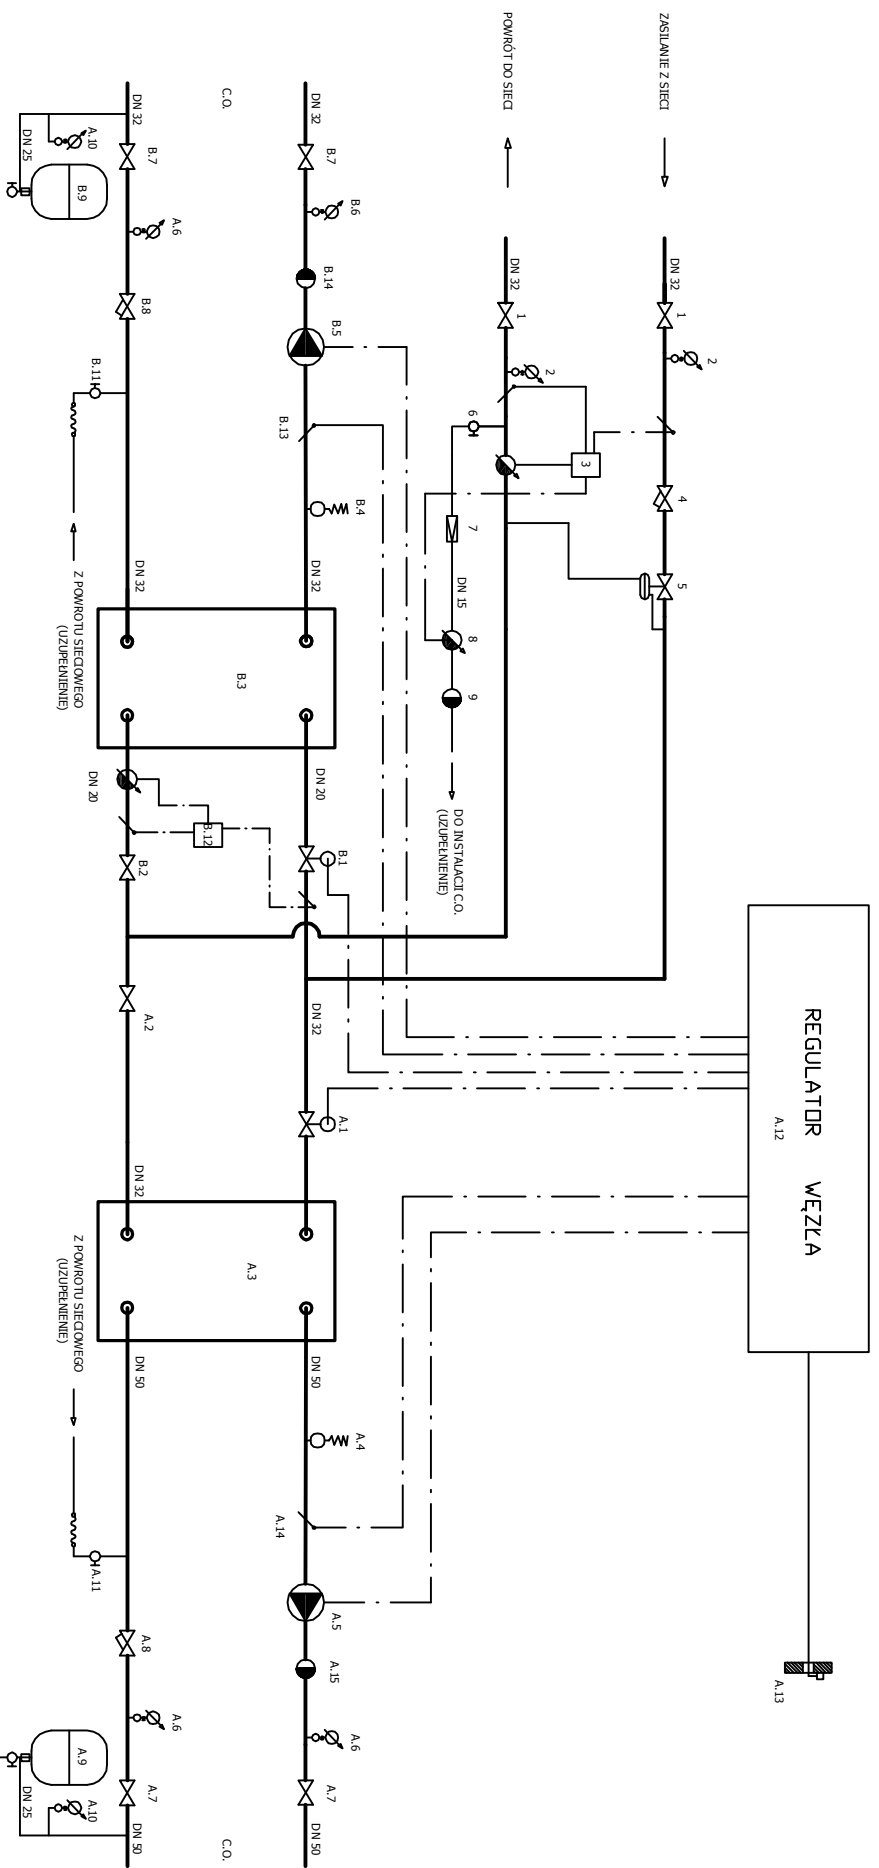 REGULATOR WĘZŁA
A.12
A.13
ZASILANIE Z SIECI
DN 32
1
2
4
5
3
POWRÓT DO SIECI
DN 32
1
2
6
7
DN 15
8
9
DO INSTALACJI C.O.
(UZUPEŁNIENIE)
DN 32
B.7
B.6
B.14
B.5
B.13
B.4
DN 32
DN 20
B.1
DN 32
A.1
DN 50
A.4
A.14
A.5
A.15
A.6
A.7
DN 50
C.O.
B.3
B.12
A.3
C.O.
DN 32
B.7
A.6
B.8
B.11
DN 32
DN 20
B.2
A.2
DN 32
A.11
A.8
A.6
A.7
DN 50
A.10
B.9
DN 25
Z POWROTU SIECIOWEGO
(UZUPEŁNIENIE)
Z POWROTU SIECIOWEGO
(UZUPEŁNIENIE)
A.9
A.10
DN 25